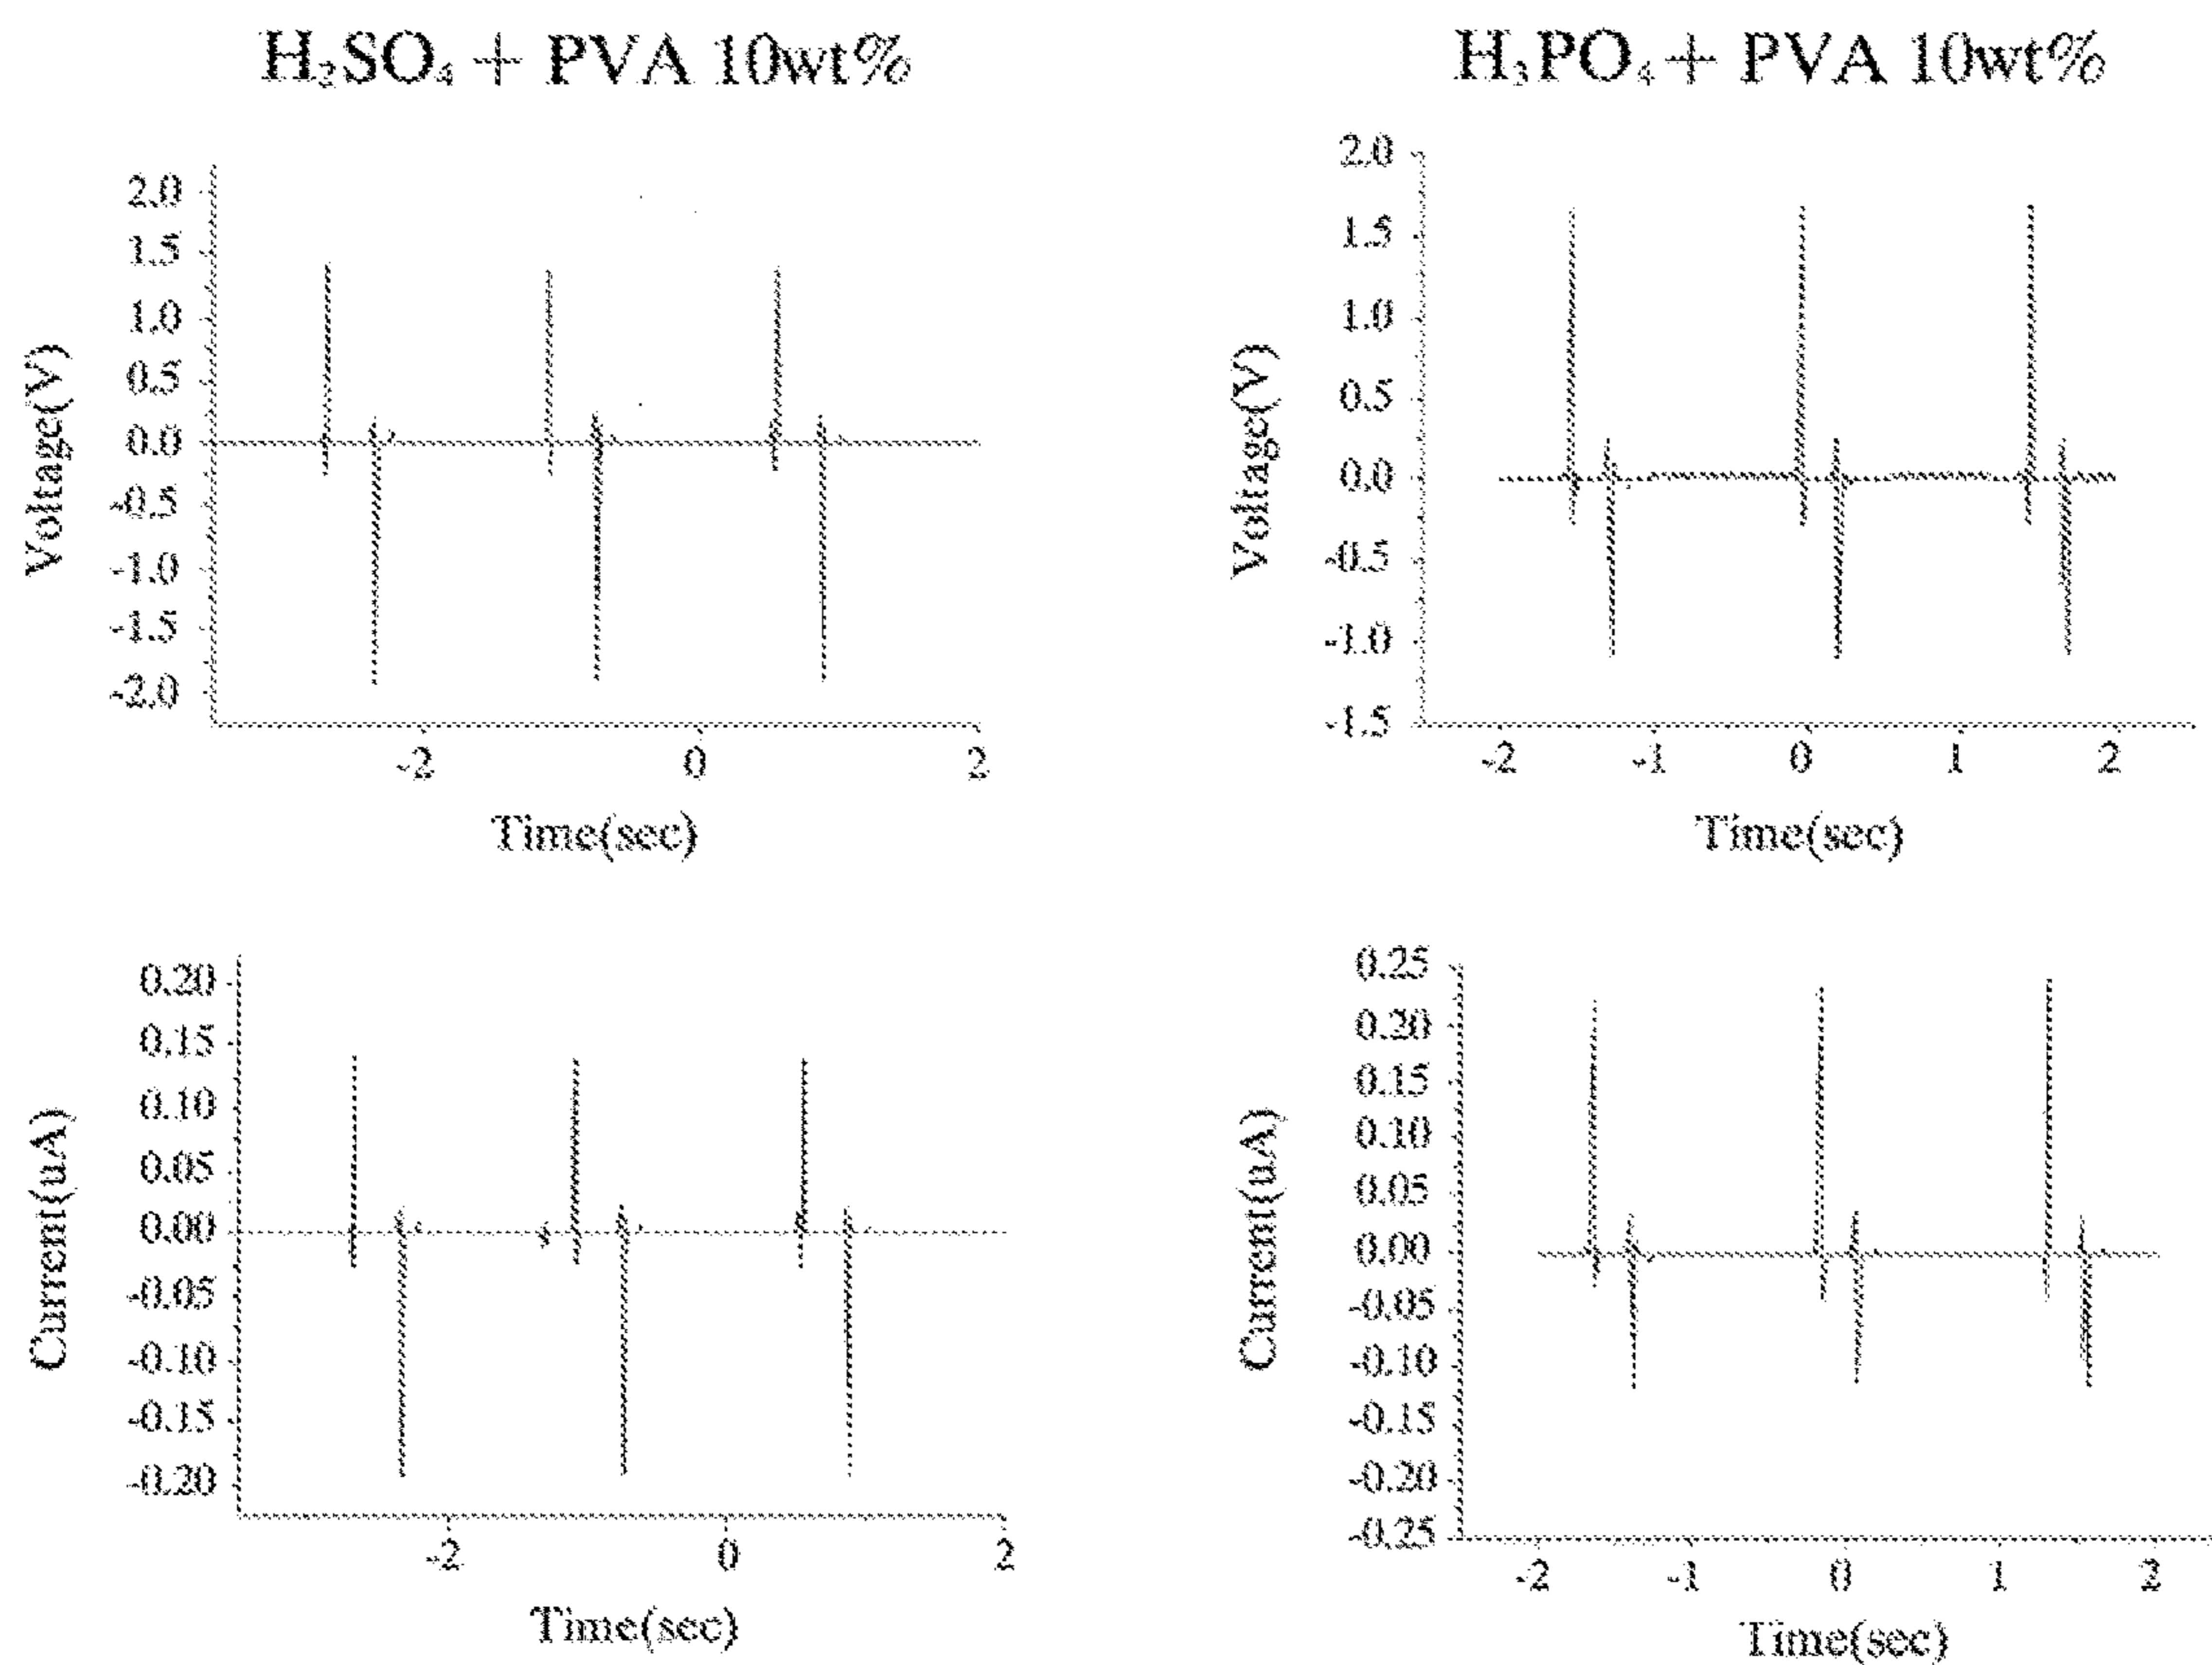 H₂SO₄ + PVA 10wt%
2.0
1.5
1.0
0.5
0.0
-0.5
-1.0
-1.5
-2.0
Voltage(V)
-2 0 2
Time(sec)
H₃PO₄ + PVA 10wt%
2.0
1.5
1.0
0.5
0.0
-0.5
-1.0
-1.5
Voltage(V)
-2 -1 0 1 2
Time(sec)
0.20
0.15
0.10
0.05
0.00
-0.05
-0.10
-0.15
-0.20
Current(uA)
-2 0 2
Time(sec)
0.25
0.20
0.15
0.10
0.05
0.00
-0.05
-0.10
-0.15
-0.20
-0.25
Current(uA)
-2 -1 0 1 2
Time(sec)